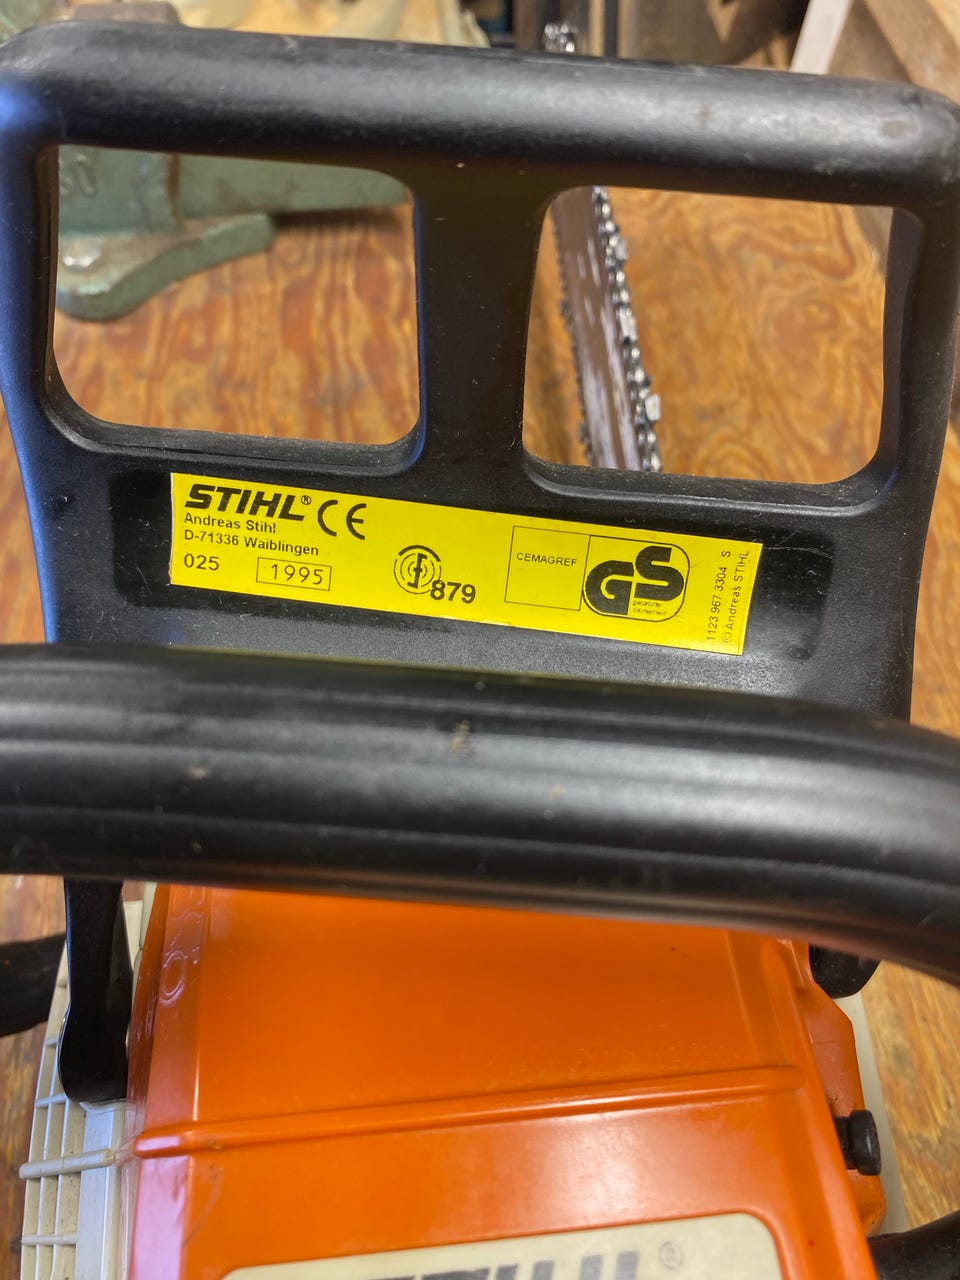 STIHL® CE
Andreas Stihl
D-71336 Waiblingen
025 1995
879
CEMAGREF
GS
geprüfte
Sicherheit
1123 967 3304 S
© Andreas STIHL